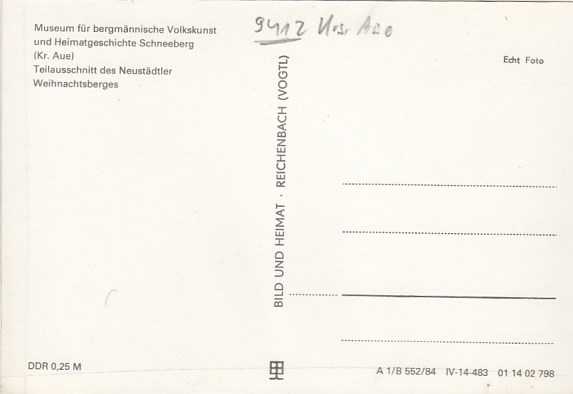 Museum für bergmännische Volkskunst
und Heimatgeschichte Schneeberg
(Kr. Aue)
Teilausschnitt des Neustädtler
Weihnachtsberges
9412 Krsr Aue
Echt Foto
BILD UND HEIMAT · REICHENBACH (VOGTL)
DDR 0,25 M
A 1/B 552/84 IV-14-483 01 14 02 798